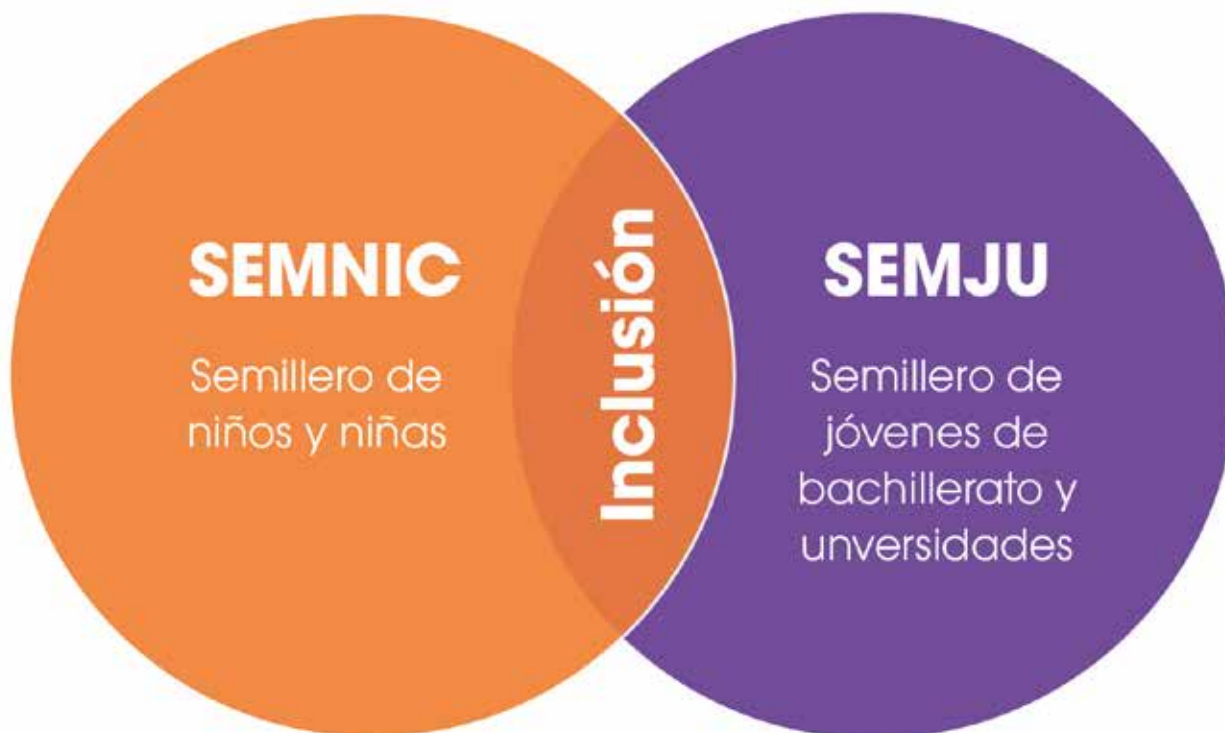 SEMNIC
Semillero de
niños y niñas
Inclusión
SEMJU
Semillero de
jóvenes de
bachillerato y
unversidades